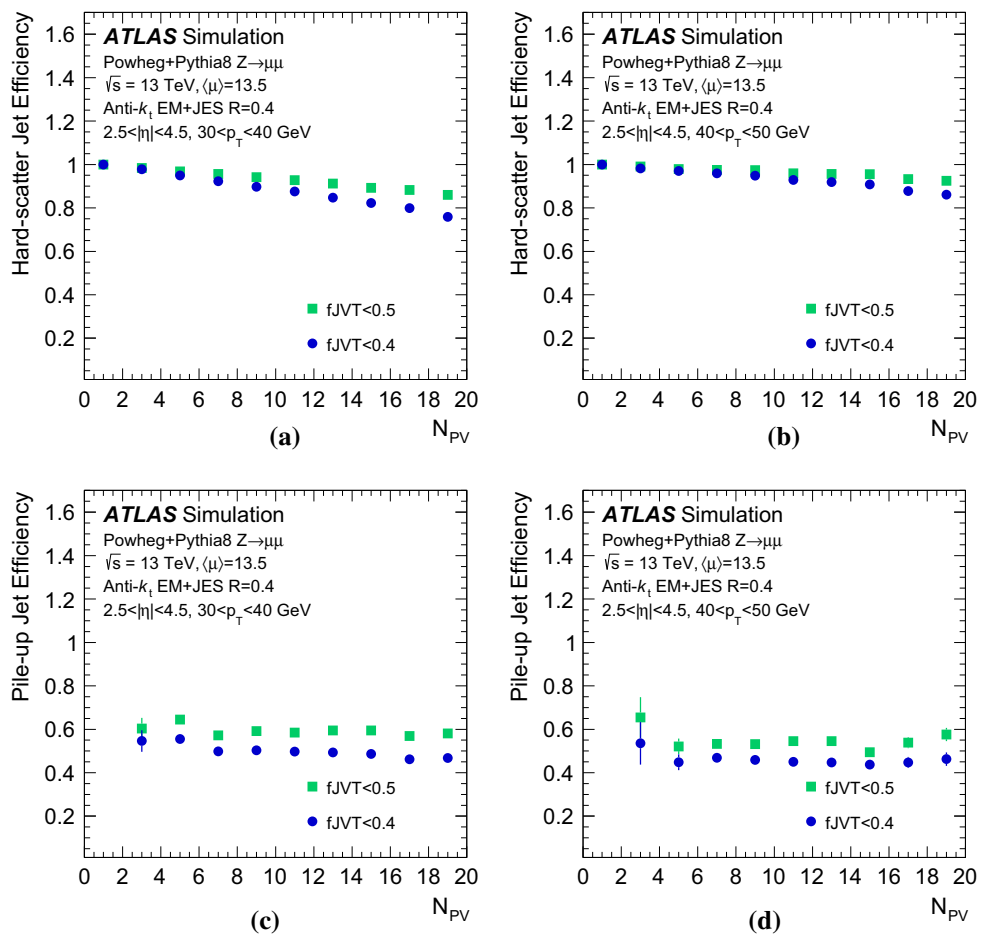 Hard-scatter Jet Efficiency
1.6
1.4
1.2
1
0.8
0.6
0.4
0.2
ATLAS Simulation
Powheg+Pythia8 Z→μμ
√s = 13 TeV,⟨μ⟩=13.5
Anti-kt EM+JES R=0.4
2.5<|η|<4.5, 30<pT<40 GeV
fJVT<0.5
fJVT<0.4
0 2 4 6 8 10 12 14 16 18 20
NPV
(a)
Hard-scatter Jet Efficiency
1.6
1.4
1.2
1
0.8
0.6
0.4
0.2
ATLAS Simulation
Powheg+Pythia8 Z→μμ
√s = 13 TeV,⟨μ⟩=13.5
Anti-kt EM+JES R=0.4
2.5<|η|<4.5, 40<pT<50 GeV
fJVT<0.5
fJVT<0.4
0 2 4 6 8 10 12 14 16 18 20
NPV
(b)
Pile-up Jet Efficiency
1.6
1.4
1.2
1
0.8
0.6
0.4
0.2
ATLAS Simulation
Powheg+Pythia8 Z→μμ
√s = 13 TeV,⟨μ⟩=13.5
Anti-kt EM+JES R=0.4
2.5<|η|<4.5, 30<pT<40 GeV
fJVT<0.5
fJVT<0.4
0 2 4 6 8 10 12 14 16 18 20
NPV
(c)
Pile-up Jet Efficiency
1.6
1.4
1.2
1
0.8
0.6
0.4
0.2
ATLAS Simulation
Powheg+Pythia8 Z→μμ
√s = 13 TeV,⟨μ⟩=13.5
Anti-kt EM+JES R=0.4
2.5<|η|<4.5, 40<pT<50 GeV
fJVT<0.5
fJVT<0.4
0 2 4 6 8 10 12 14 16 18 20
NPV
(d)